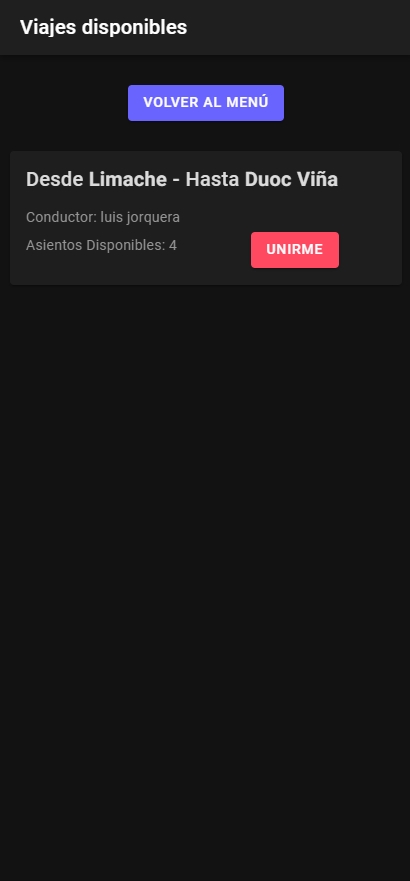 Viajes disponibles
VOLVER AL MENÚ
Desde Limache - Hasta Duoc Viña
Conductor: luis jorquera
Asientos Disponibles: 4
UNIRME